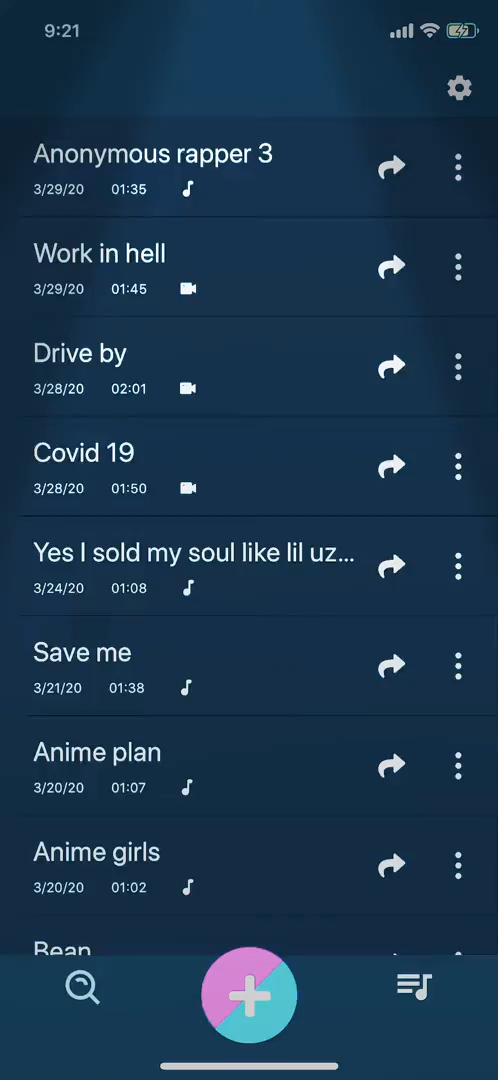 9:21
Anonymous rapper 3
3/29/20 01:35
Work in hell
3/29/20 01:45
Drive by
3/28/20 02:01
Covid 19
3/28/20 01:50
Yes I sold my soul like lil uz...
3/24/20 01:08
Save me
3/21/20 01:38
Anime plan
3/20/20 01:07
Anime girls
3/20/20 01:02
Bean